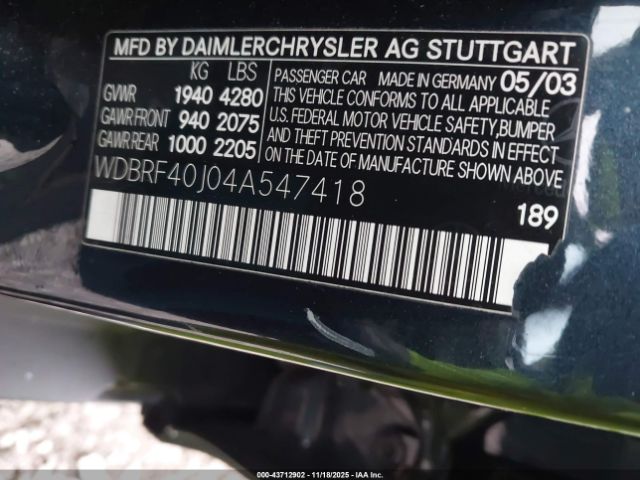 MFD BY DAIMLERCHRYSLER AG STUTTGART
KG LBS
GVWR 1940 4280
GAWR FRONT 940 2075
GAWR REAR 1000 2205
PASSENGER CAR MADE IN GERMANY 05/03
THIS VEHICLE CONFORMS TO ALL APPLICABLE
U.S. FEDERAL MOTOR VEHICLE SAFETY, BUMPER
AND THEFT PREVENTION STANDARDS IN
EFFECT ON THE DATE OF MANUFACTURE SHOWN ABOVE
WDBRF40J04A547418
189
00-43712902 - 11/18/2025 - IAA Inc.